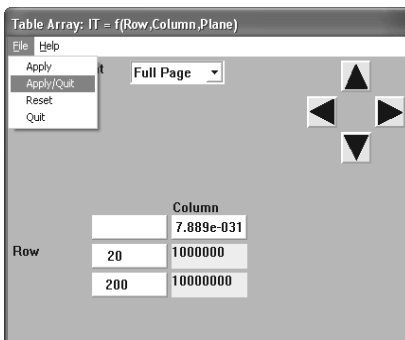 Table Array: IT = f(Row,Column,Plane)
File Help
Apply
Apply/Quit
Reset
Quit
Full Page
Column
7.889e-031
Row
20 1000000
200 10000000